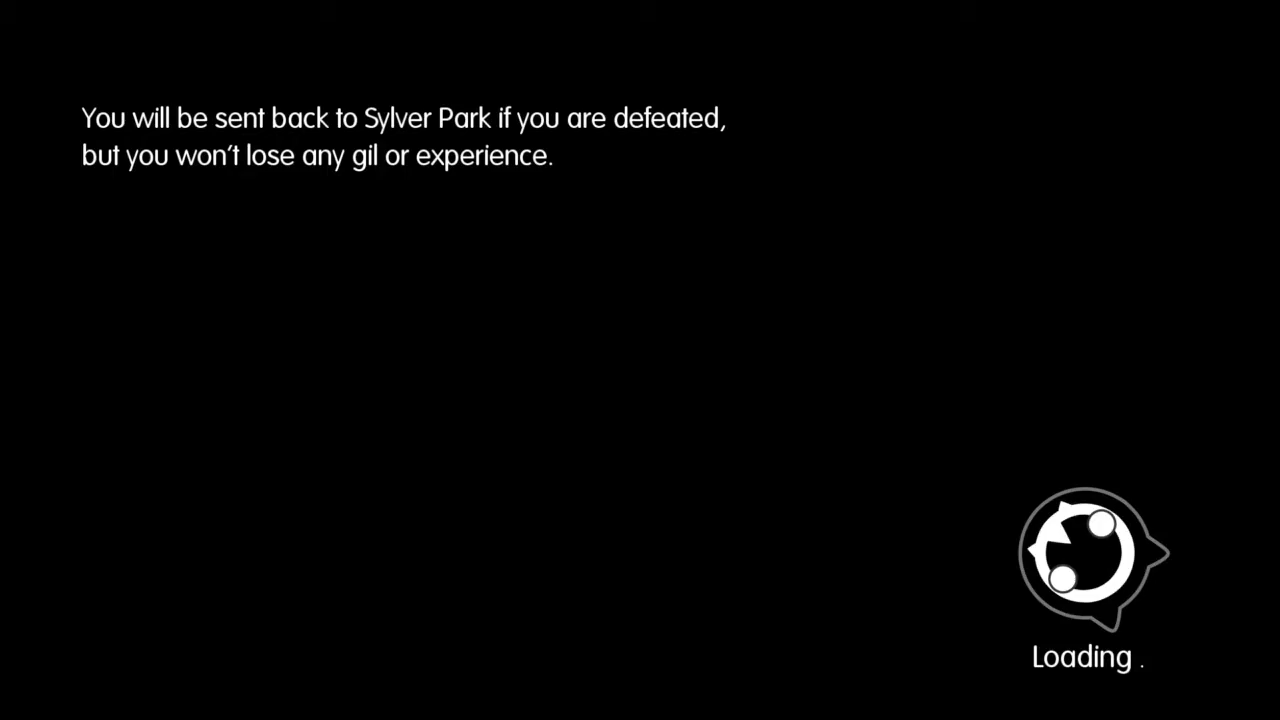 You will be sent back to Sylver Park if you are defeated,
but you won't lose any gil or experience.
Loading .